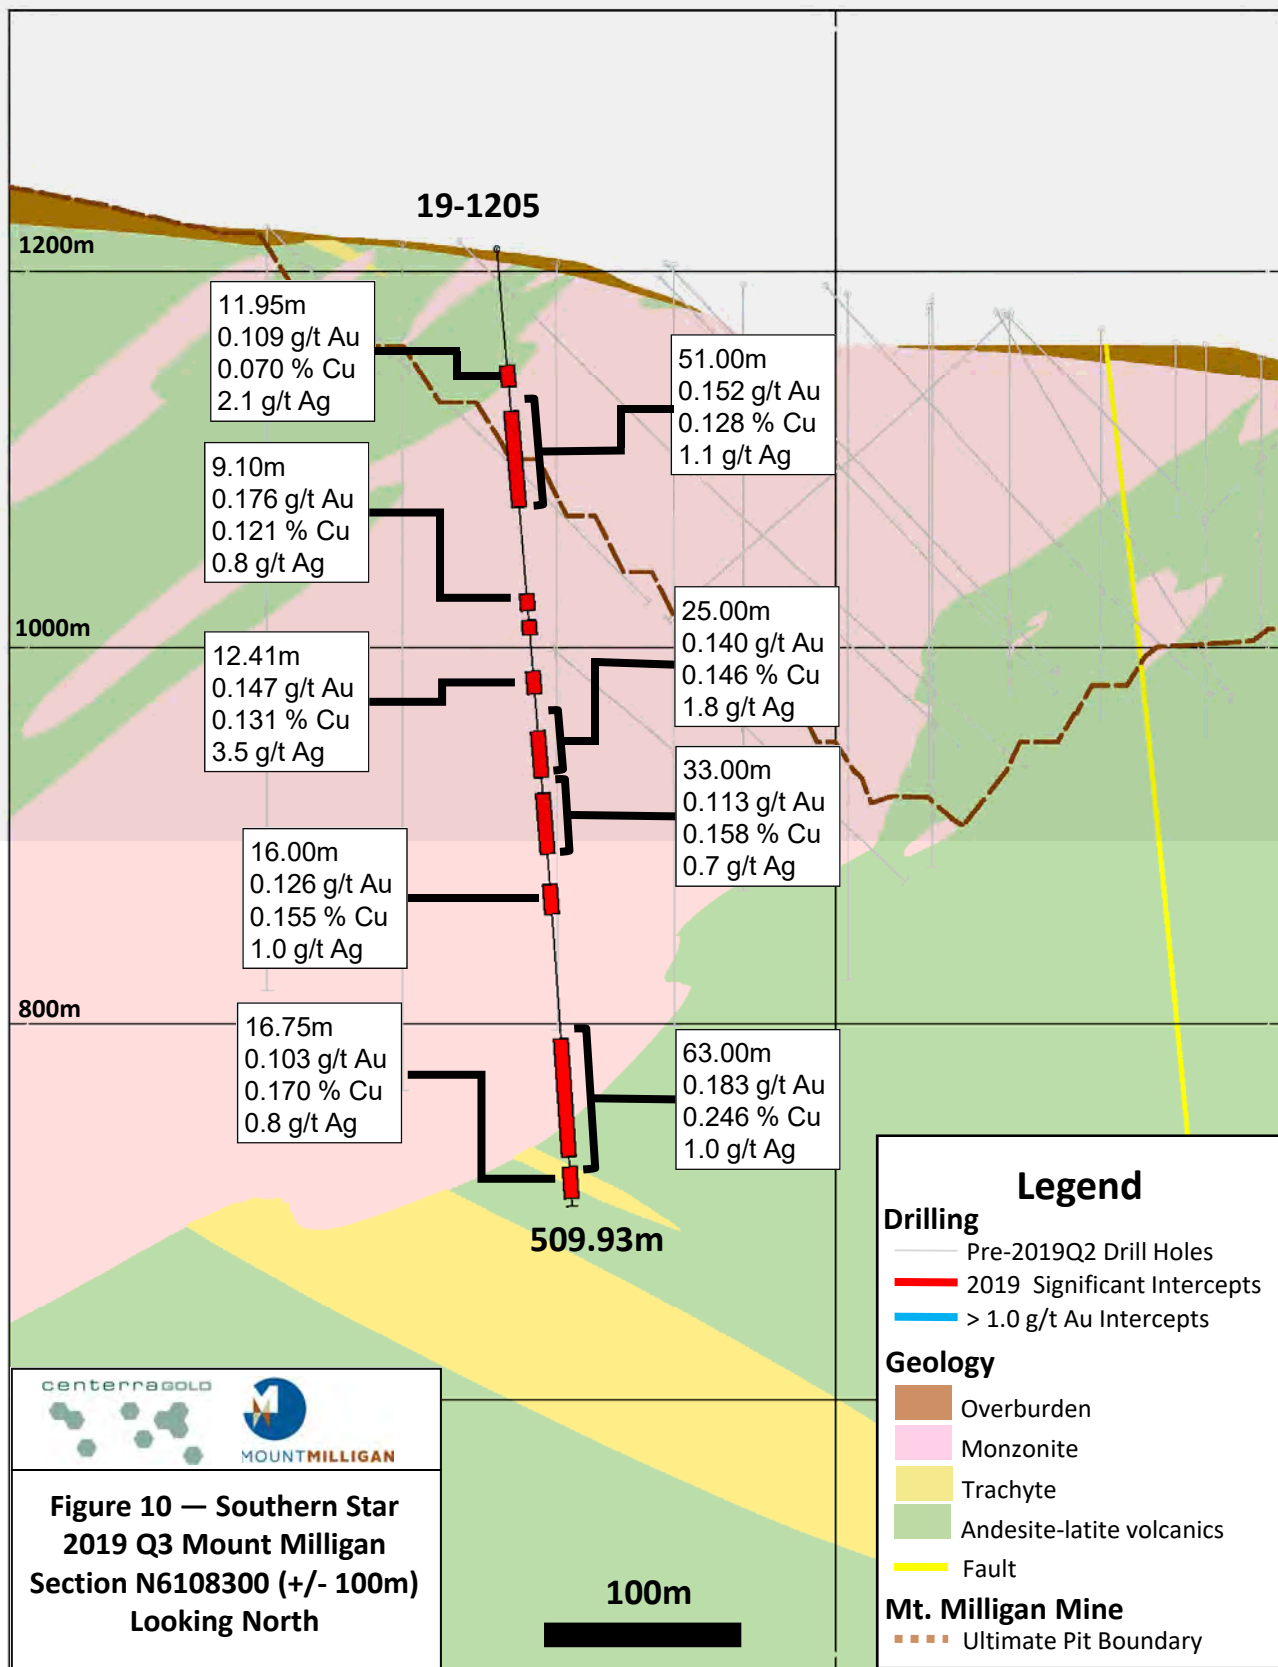 19-1205
1200m
11.95m
0.109 g/t Au
0.070 % Cu
2.1 g/t Ag
51.00m
0.152 g/t Au
0.128 % Cu
1.1 g/t Ag
9.10m
0.176 g/t Au
0.121 % Cu
0.8 g/t Ag
1000m
25.00m
0.140 g/t Au
0.146 % Cu
1.8 g/t Ag
12.41m
0.147 g/t Au
0.131 % Cu
3.5 g/t Ag
33.00m
0.113 g/t Au
0.158 % Cu
0.7 g/t Ag
16.00m
0.126 g/t Au
0.155 % Cu
1.0 g/t Ag
800m
16.75m
0.103 g/t Au
0.170 % Cu
0.8 g/t Ag
63.00m
0.183 g/t Au
0.246 % Cu
1.0 g/t Ag
509.93m
Legend
Drilling
Pre-2019Q2 Drill Holes
2019 Significant Intercepts
> 1.0 g/t Au Intercepts
Geology
Overburden
Monzonite
Trachyte
Andesite-latite volcanics
Fault
Mt. Milligan Mine
Ultimate Pit Boundary
centerraGOLD
MOUNTMILLIGAN
Figure 10 — Southern Star
2019 Q3 Mount Milligan
Section N6108300 (+/- 100m)
Looking North
100m